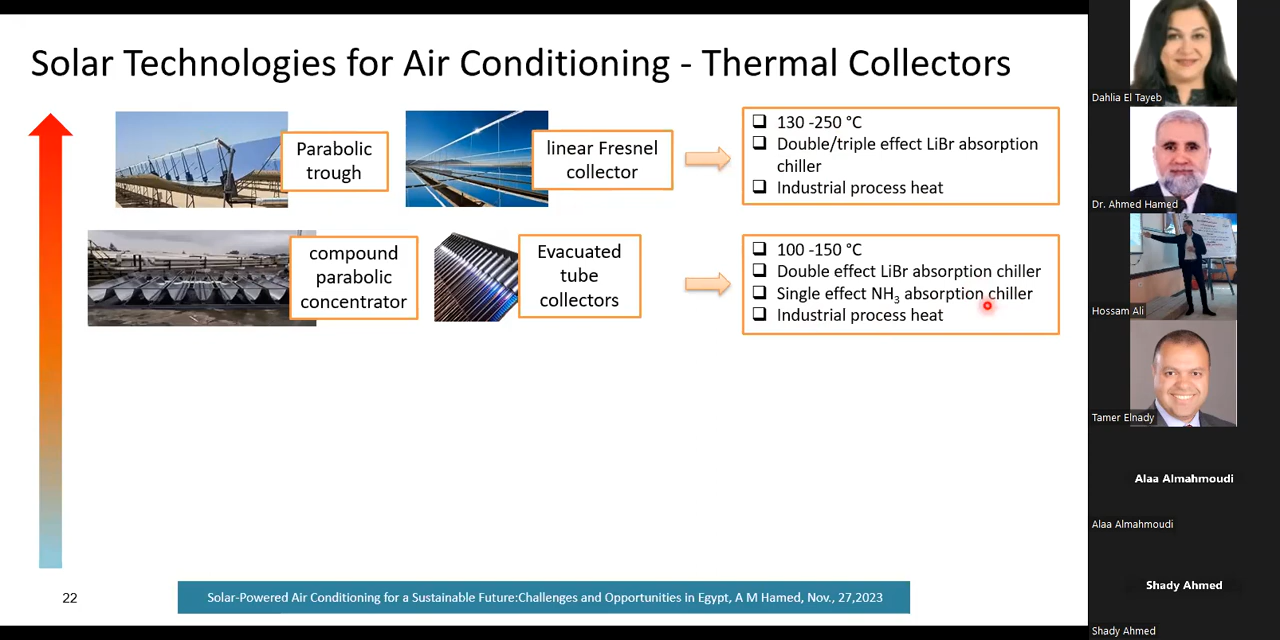 Solar Technologies for Air Conditioning - Thermal Collectors
Parabolic
trough
linear Fresnel
collector
130 -250 °C
Double/triple effect LiBr absorption
chiller
Industrial process heat
compound
parabolic
concentrator
Evacuated
tube
collectors
100 -150 °C
Double effect LiBr absorption chiller
Single effect NH₃ absorption chiller
Industrial process heat
22
Solar-Powered Air Conditioning for a Sustainable Future:Challenges and Opportunities in Egypt, A M Hamed, Nov., 27,2023
Dahlia El Tayeb
Dr. Ahmed Hamed
Hossam Ali
Tamer Elnady
Alaa Almahmoudi
Alaa Almahmoudi
Shady Ahmed
Shady Ahmed